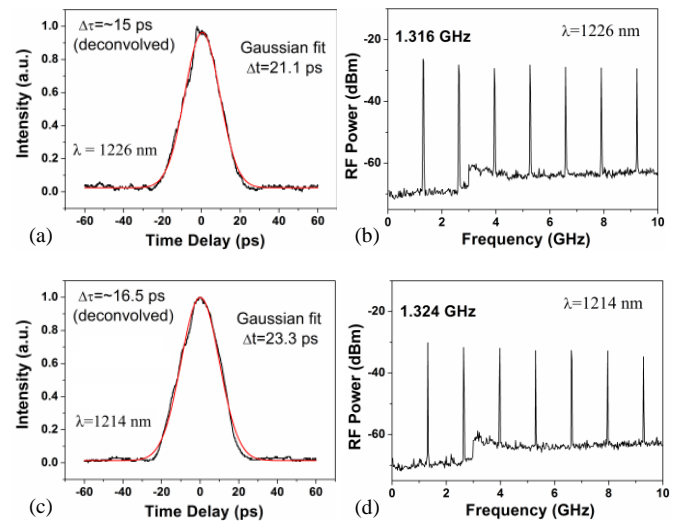 Δτ=~15 ps
(deconvolved)
Gaussian fit
Δt=21.1 ps
λ = 1226 nm
Intensity (a.u.)
1.0
0.8
0.6
0.4
0.2
0.0
-60 -40 -20 0 20 40 60
Time Delay (ps)
(a)
1.316 GHz
λ=1226 nm
RF Power (dBm)
-20
-40
-60
0 2 4 6 8 10
Frequency (GHz)
(b)
Δτ=~16.5 ps
(deconvolved)
Gaussian fit
Δt=23.3 ps
λ=1214 nm
Intensity (a.u.)
1.0
0.8
0.6
0.4
0.2
0.0
-60 -40 -20 0 20 40 60
Time Delay (ps)
(c)
1.324 GHz
λ=1214 nm
RF Power (dBm)
-20
-40
-60
0 2 4 6 8 10
Frequency (GHz)
(d)